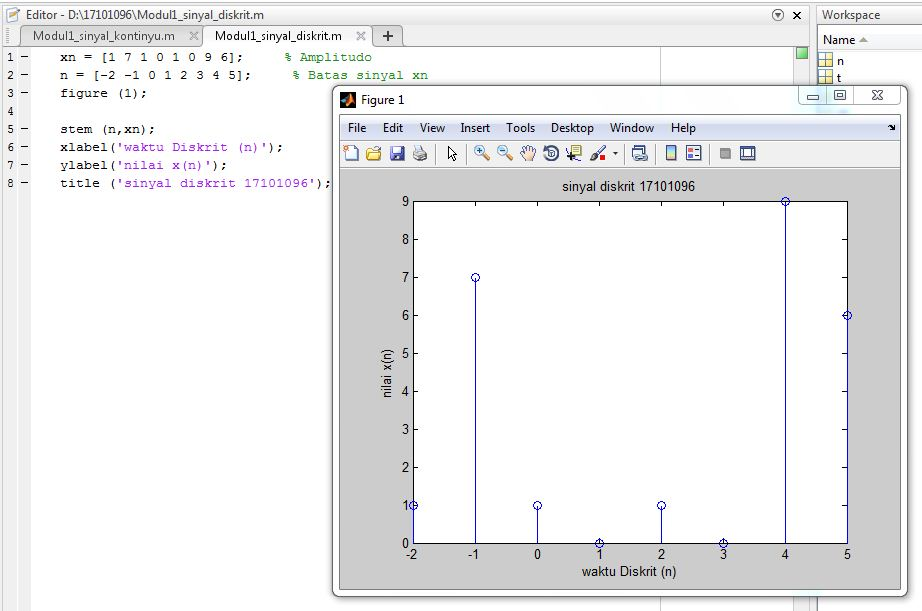 Editor - D:\17101096\Modul1_sinyal_diskrit.m
Modul1_sinyal_kontinyu.m
Modul1_sinyal_diskrit.m
1 xn = [1 7 1 0 1 0 9 6]; % Amplitudo
2 n = [-2 -1 0 1 2 3 4 5]; % Batas sinyal xn
3 figure (1);
4
5 stem (n,xn);
6 xlabel('waktu Diskrit (n)');
7 ylabel('nilai x(n)');
8 title ('sinyal diskrit 17101096');
Workspace
Name
n
t
Figure 1
File Edit View Insert Tools Desktop Window Help
sinyal diskrit 17101096
9
8
7
6
5
4
3
2
1
0
nilai x(n)
-2 -1 0 1 2 3 4 5
waktu Diskrit (n)